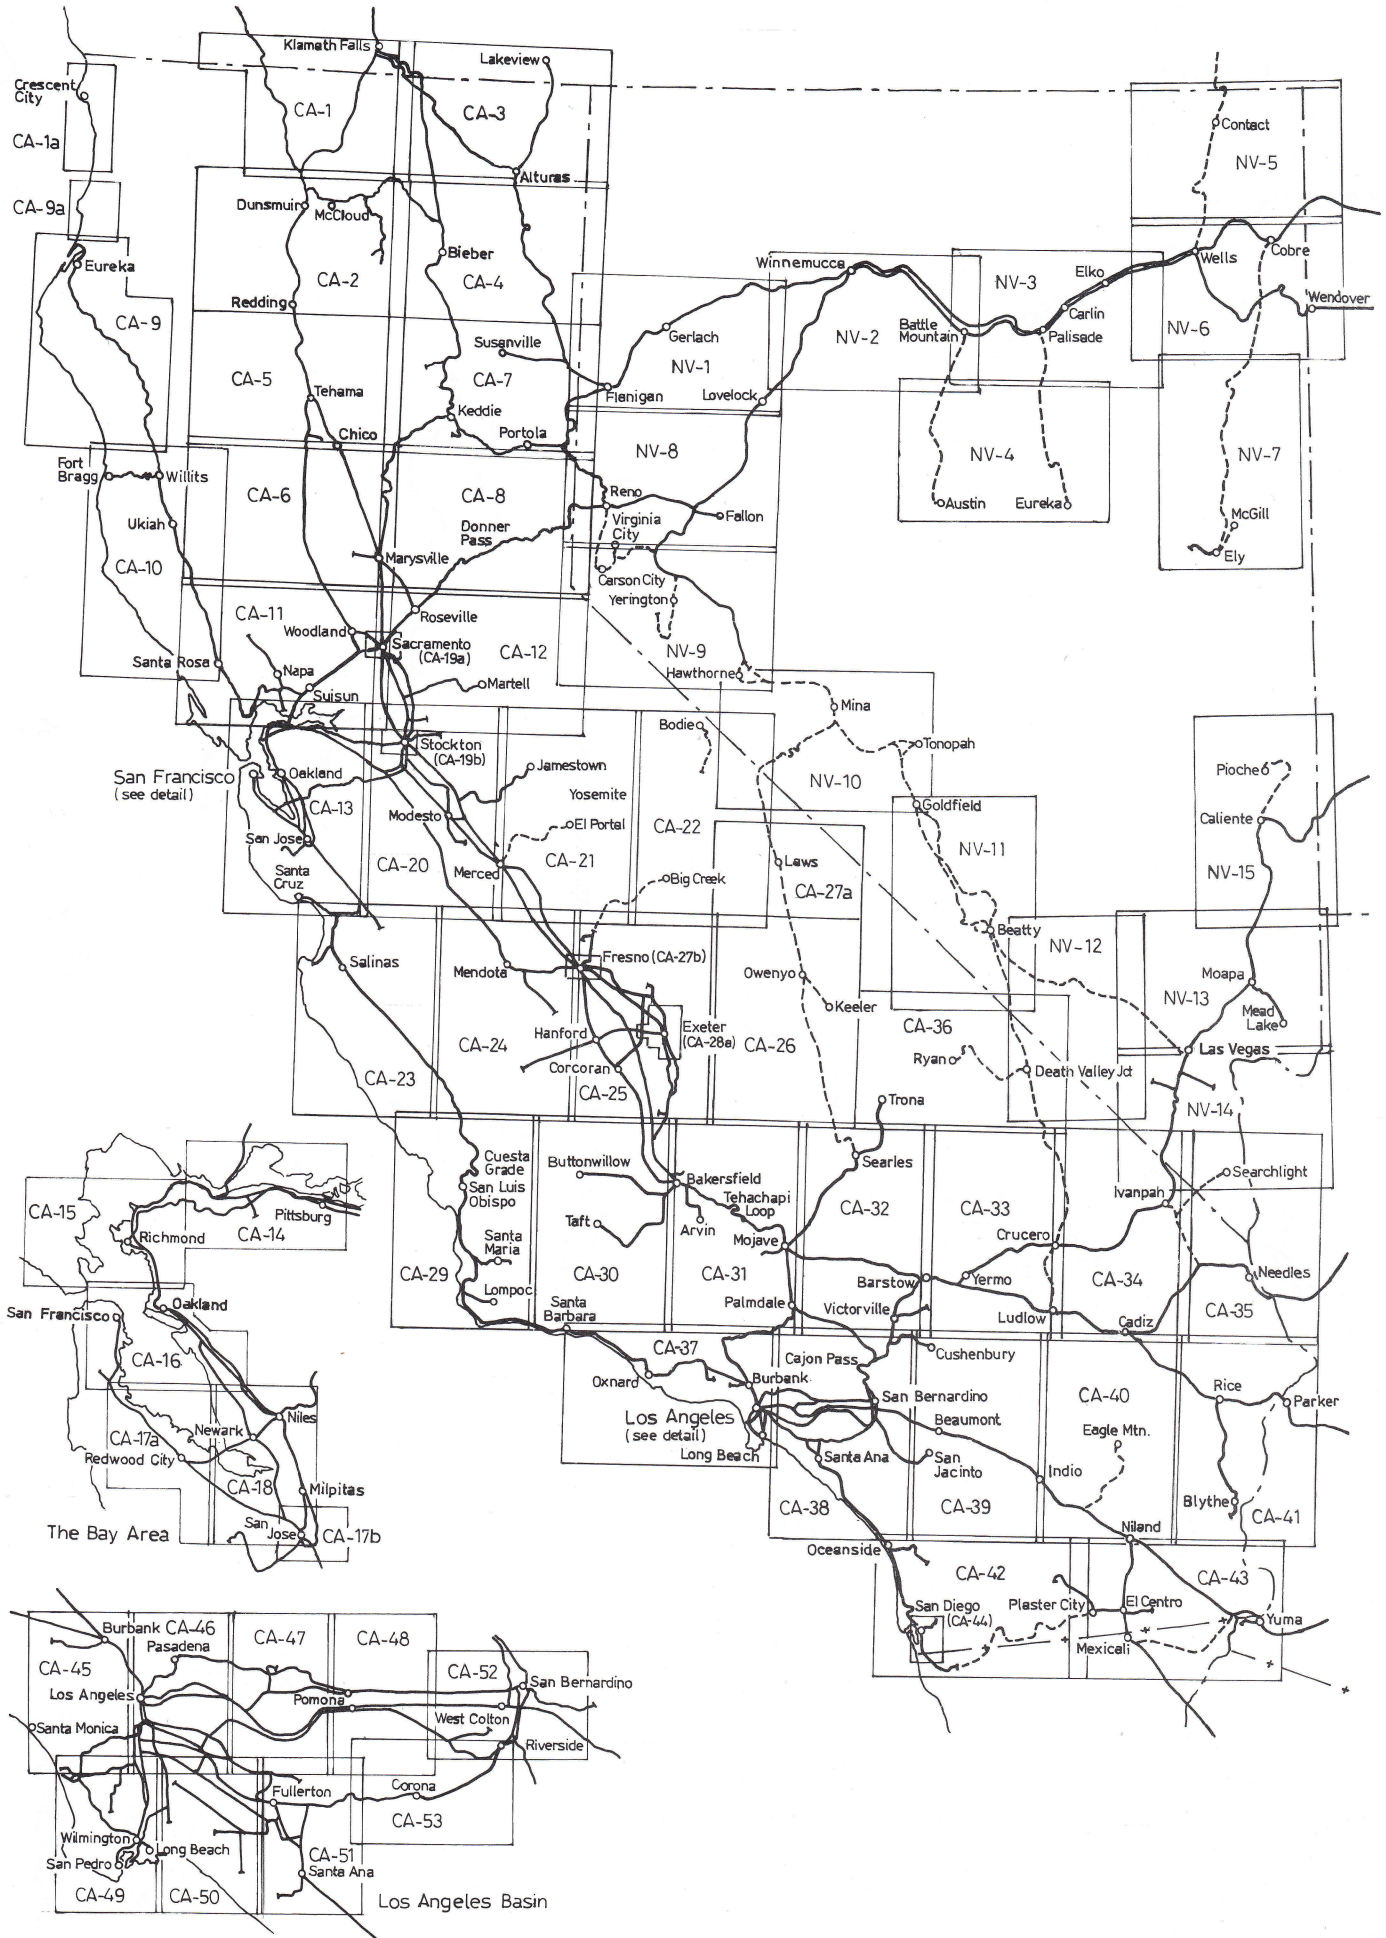 Klamath Falls
Lakeview
Crescent
City
CA-1
CA-3
Contact
CA-1a
NV-5
Alturas
CA-9a
Dunsmuir
McCloud
Eureka
Bieber
Wells
Cobre
CA-2
CA-4
Winnemucca
NV-3
Elko
Redding
Carlin
Wendover
CA-9
Gerlach
NV-2
Battle
Mountain
Palisade
NV-6
Susanville
NV-1
CA-5
CA-7
Tehama
Flanigan
Lovelock
Keddie
Chico
Portola
NV-8
NV-4
NV-7
Fort
Bragg
Willits
CA-6
CA-8
Reno
Austin
Eureka
Ukiah
Donner
Pass
Virginia
City
Fallon
McGill
Marysville
Ely
CA-10
Carson City
Yerington
CA-11
Roseville
Woodland
Sacramento
(CA-19a)
CA-12
NV-9
Santa Rosa
Napa
Hawthorne
Suisun
Martell
Mina
Bodie
Stockton
(CA-19b)
Tonopah
San Francisco
(see detail)
Oakland
Jamestown
NV-10
Pioche
CA-13
Yosemite
Goldfield
Modesto
El Portal
CA-22
Caliente
San Jose
CA-20
CA-21
NV-11
Santa
Cruz
Merced
Laws
Big Creek
CA-27a
NV-15
Beatty
NV-12
Salinas
Mendota
Fresno (CA-27b)
Owenyo
Moapa
NV-13
Keeler
Mead
Lake
Hanford
Exeter
(CA-28a)
CA-36
CA-24
CA-26
Ryan
Las Vegas
Corcoran
Death Valley Jct
CA-23
CA-25
Trona
NV-14
Cuesta
Grade
Buttonwillow
Searles
Searchlight
San Luis
Obispo
Bakersfield
Tehachapi
Loop
Ivanpah
CA-15
Pittsburg
CA-32
CA-33
Richmond
CA-14
Taft
Arvin
Santa
Maria
Mojave
Crucero
CA-29
CA-30
CA-31
Barstow
Yermo
CA-34
Needles
Lompoc
Oakland
San Francisco
Santa
Barbara
Palmdale
Victorville
Ludlow
Cadiz
CA-35
CA-37
Cajon Pass
Cushenbury
CA-16
Oxnard
Burbank
San Bernardino
CA-40
Rice
Parker
Niles
Los Angeles
(see detail)
Beaumont
Eagle Mtn.
CA-17a
Newark
Long Beach
Santa Ana
San
Jacinto
Indio
Redwood City
CA-18
Milpitas
CA-38
CA-39
Blythe
CA-41
The Bay Area
San
Jose
CA-17b
Niland
Oceanside
CA-42
CA-43
San Diego
(CA-44)
Plaster City
El Centro
Yuma
Mexicali
Burbank
CA-46
Pasadena
CA-47
CA-48
CA-45
CA-52
San Bernardino
Los Angeles
Pomona
West Colton
Santa Monica
Riverside
Fullerton
Corona
CA-53
Wilmington
Long Beach
CA-51
San Pedro
Santa Ana
CA-49
CA-50
Los Angeles Basin